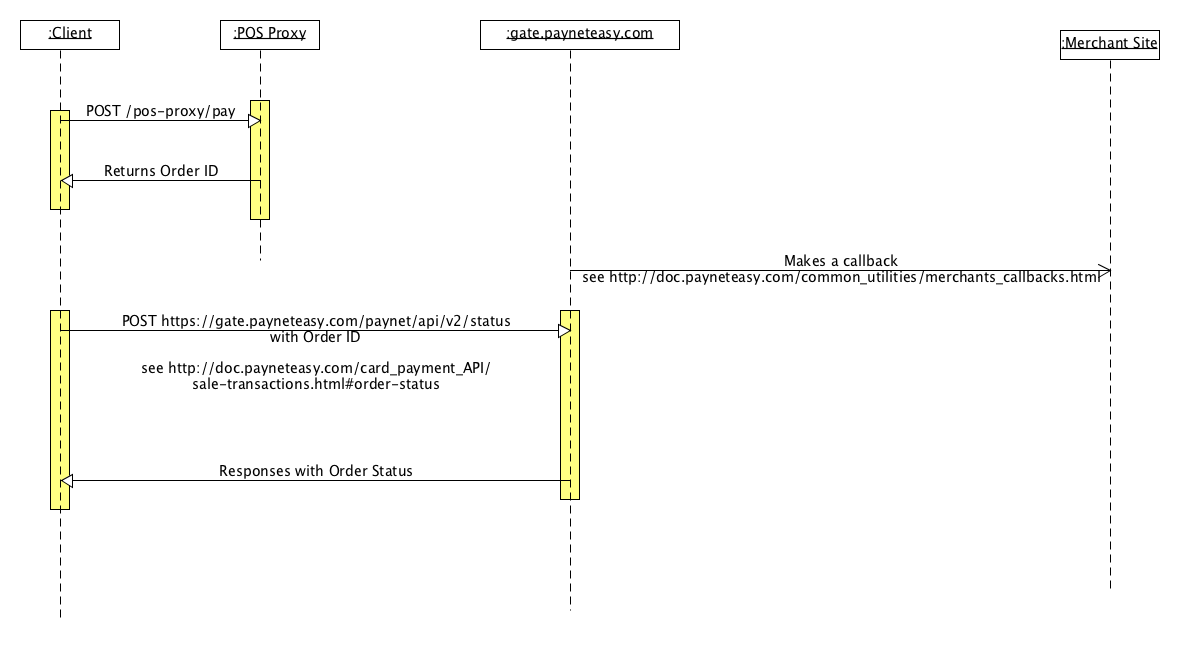 :Client
:POS Proxy
:gate.payneteasy.com
:Merchant Site
POST /pos-proxy/pay
Returns Order ID
Makes a callback
see http://doc.payneteasy.com/common_utilities/merchants_callbacks.html
POST https://gate.payneteasy.com/paynet/api/v2/status
with Order ID
see http://doc.payneteasy.com/card_payment_API/
sale-transactions.html#order-status
Responses with Order Status